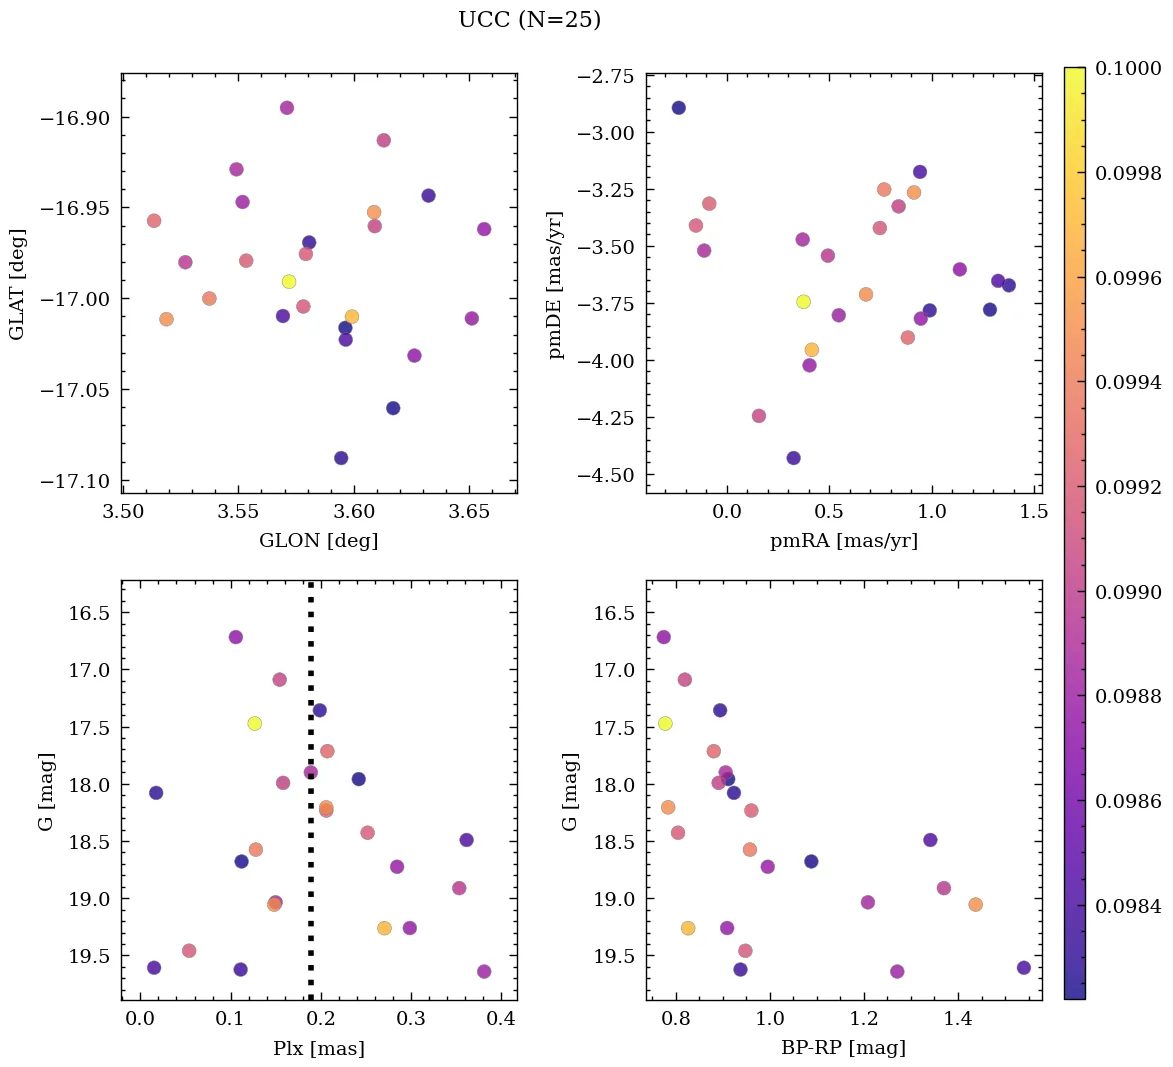 UCC (N=25)
−16.90
−16.95
−17.00
−17.05
−17.10
GLAT [deg]
3.50 3.55 3.60 3.65
GLON [deg]
−2.75
−3.00
−3.25
−3.50
−3.75
−4.00
−4.25
−4.50
pmDE [mas/yr]
0.0 0.5 1.0 1.5
pmRA [mas/yr]
16.5
17.0
17.5
18.0
18.5
19.0
19.5
G [mag]
0.0 0.1 0.2 0.3 0.4
Plx [mas]
16.5
17.0
17.5
18.0
18.5
19.0
19.5
G [mag]
0.8 1.0 1.2 1.4
BP-RP [mag]
0.1000
0.0998
0.0996
0.0994
0.0992
0.0990
0.0988
0.0986
0.0984